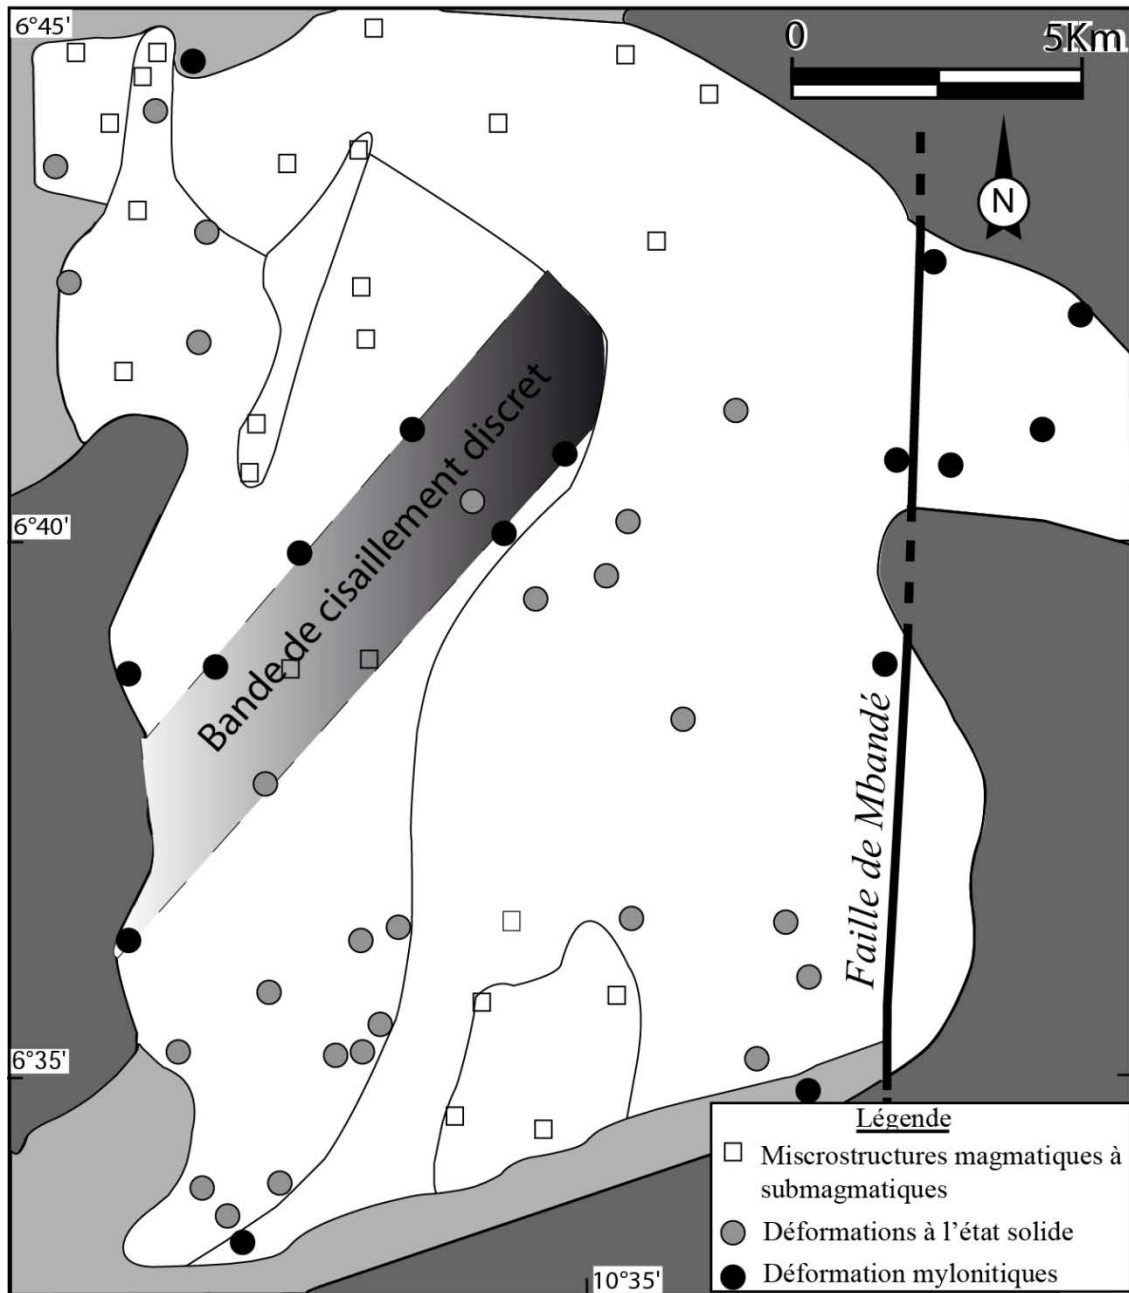 6°45'
0 5Km
N
Bande de cisaillement discret
6°40'
Faille de Mbandé
6°35'
10°35'
Légende
Miscrostructures magmatiques à
submagmatiques
Déformations à l'état solide
Déformation mylonitiques